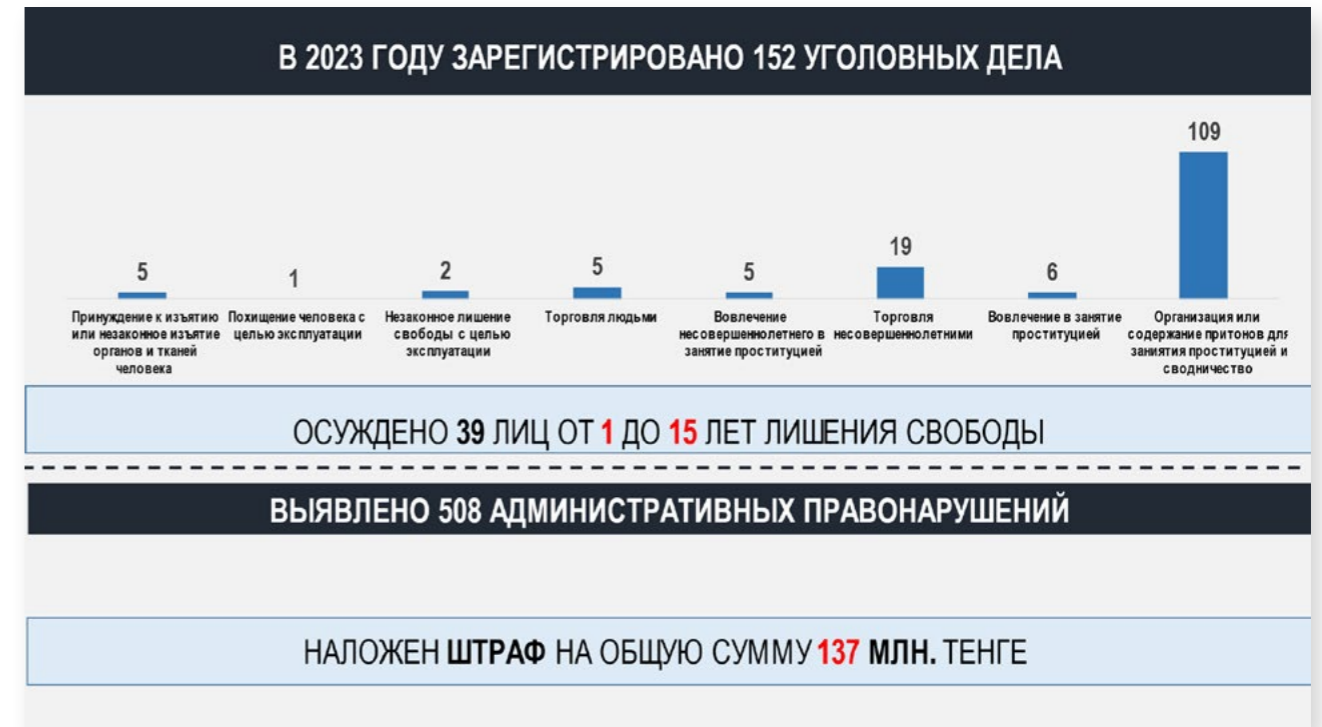 В 2023 ГОДУ ЗАРЕГИСТРИРОВАНО 152 УГОЛОВНЫХ ДЕЛА
5
1
2
5
5
19
6
109
Принуждение к изъятию
или незаконное изъятие
органов и тканей
человека
Похищение человека с
целью эксплуатации
Незаконное лишение
свободы с целью
эксплуатации
Торговля людьми
Вовлечение
несовершеннолетнего в
занятие проституцией
Торговля
несовершеннолетними
Вовлечение в занятие
проституцией
Организация или
содержание притонов для
заниятия проституцией и
сводничество
ОСУЖДЕНО 39 ЛИЦ ОТ 1 ДО 15 ЛЕТ ЛИШЕНИЯ СВОБОДЫ
ВЫЯВЛЕНО 508 АДМИНИСТРАТИВНЫХ ПРАВОНАРУШЕНИЙ
НАЛОЖЕН ШТРАФ НА ОБЩУЮ СУММУ 137 МЛН. ТЕНГЕ